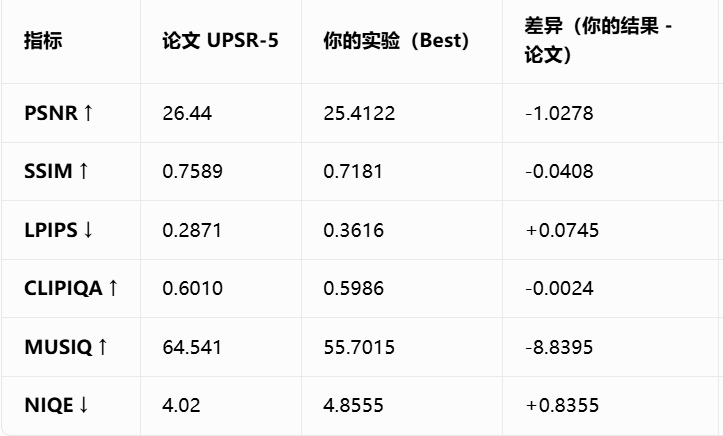 指标 论文 UPSR-5 你的实验（Best） 差异（你的结果 -
论文）
PSNR ↑ 26.44 25.4122 -1.0278
SSIM ↑ 0.7589 0.7181 -0.0408
LPIPS ↓ 0.2871 0.3616 +0.0745
CLIPIQA ↑ 0.6010 0.5986 -0.0024
MUSIQ ↑ 64.541 55.7015 -8.8395
NIQE ↓ 4.02 4.8555 +0.8355